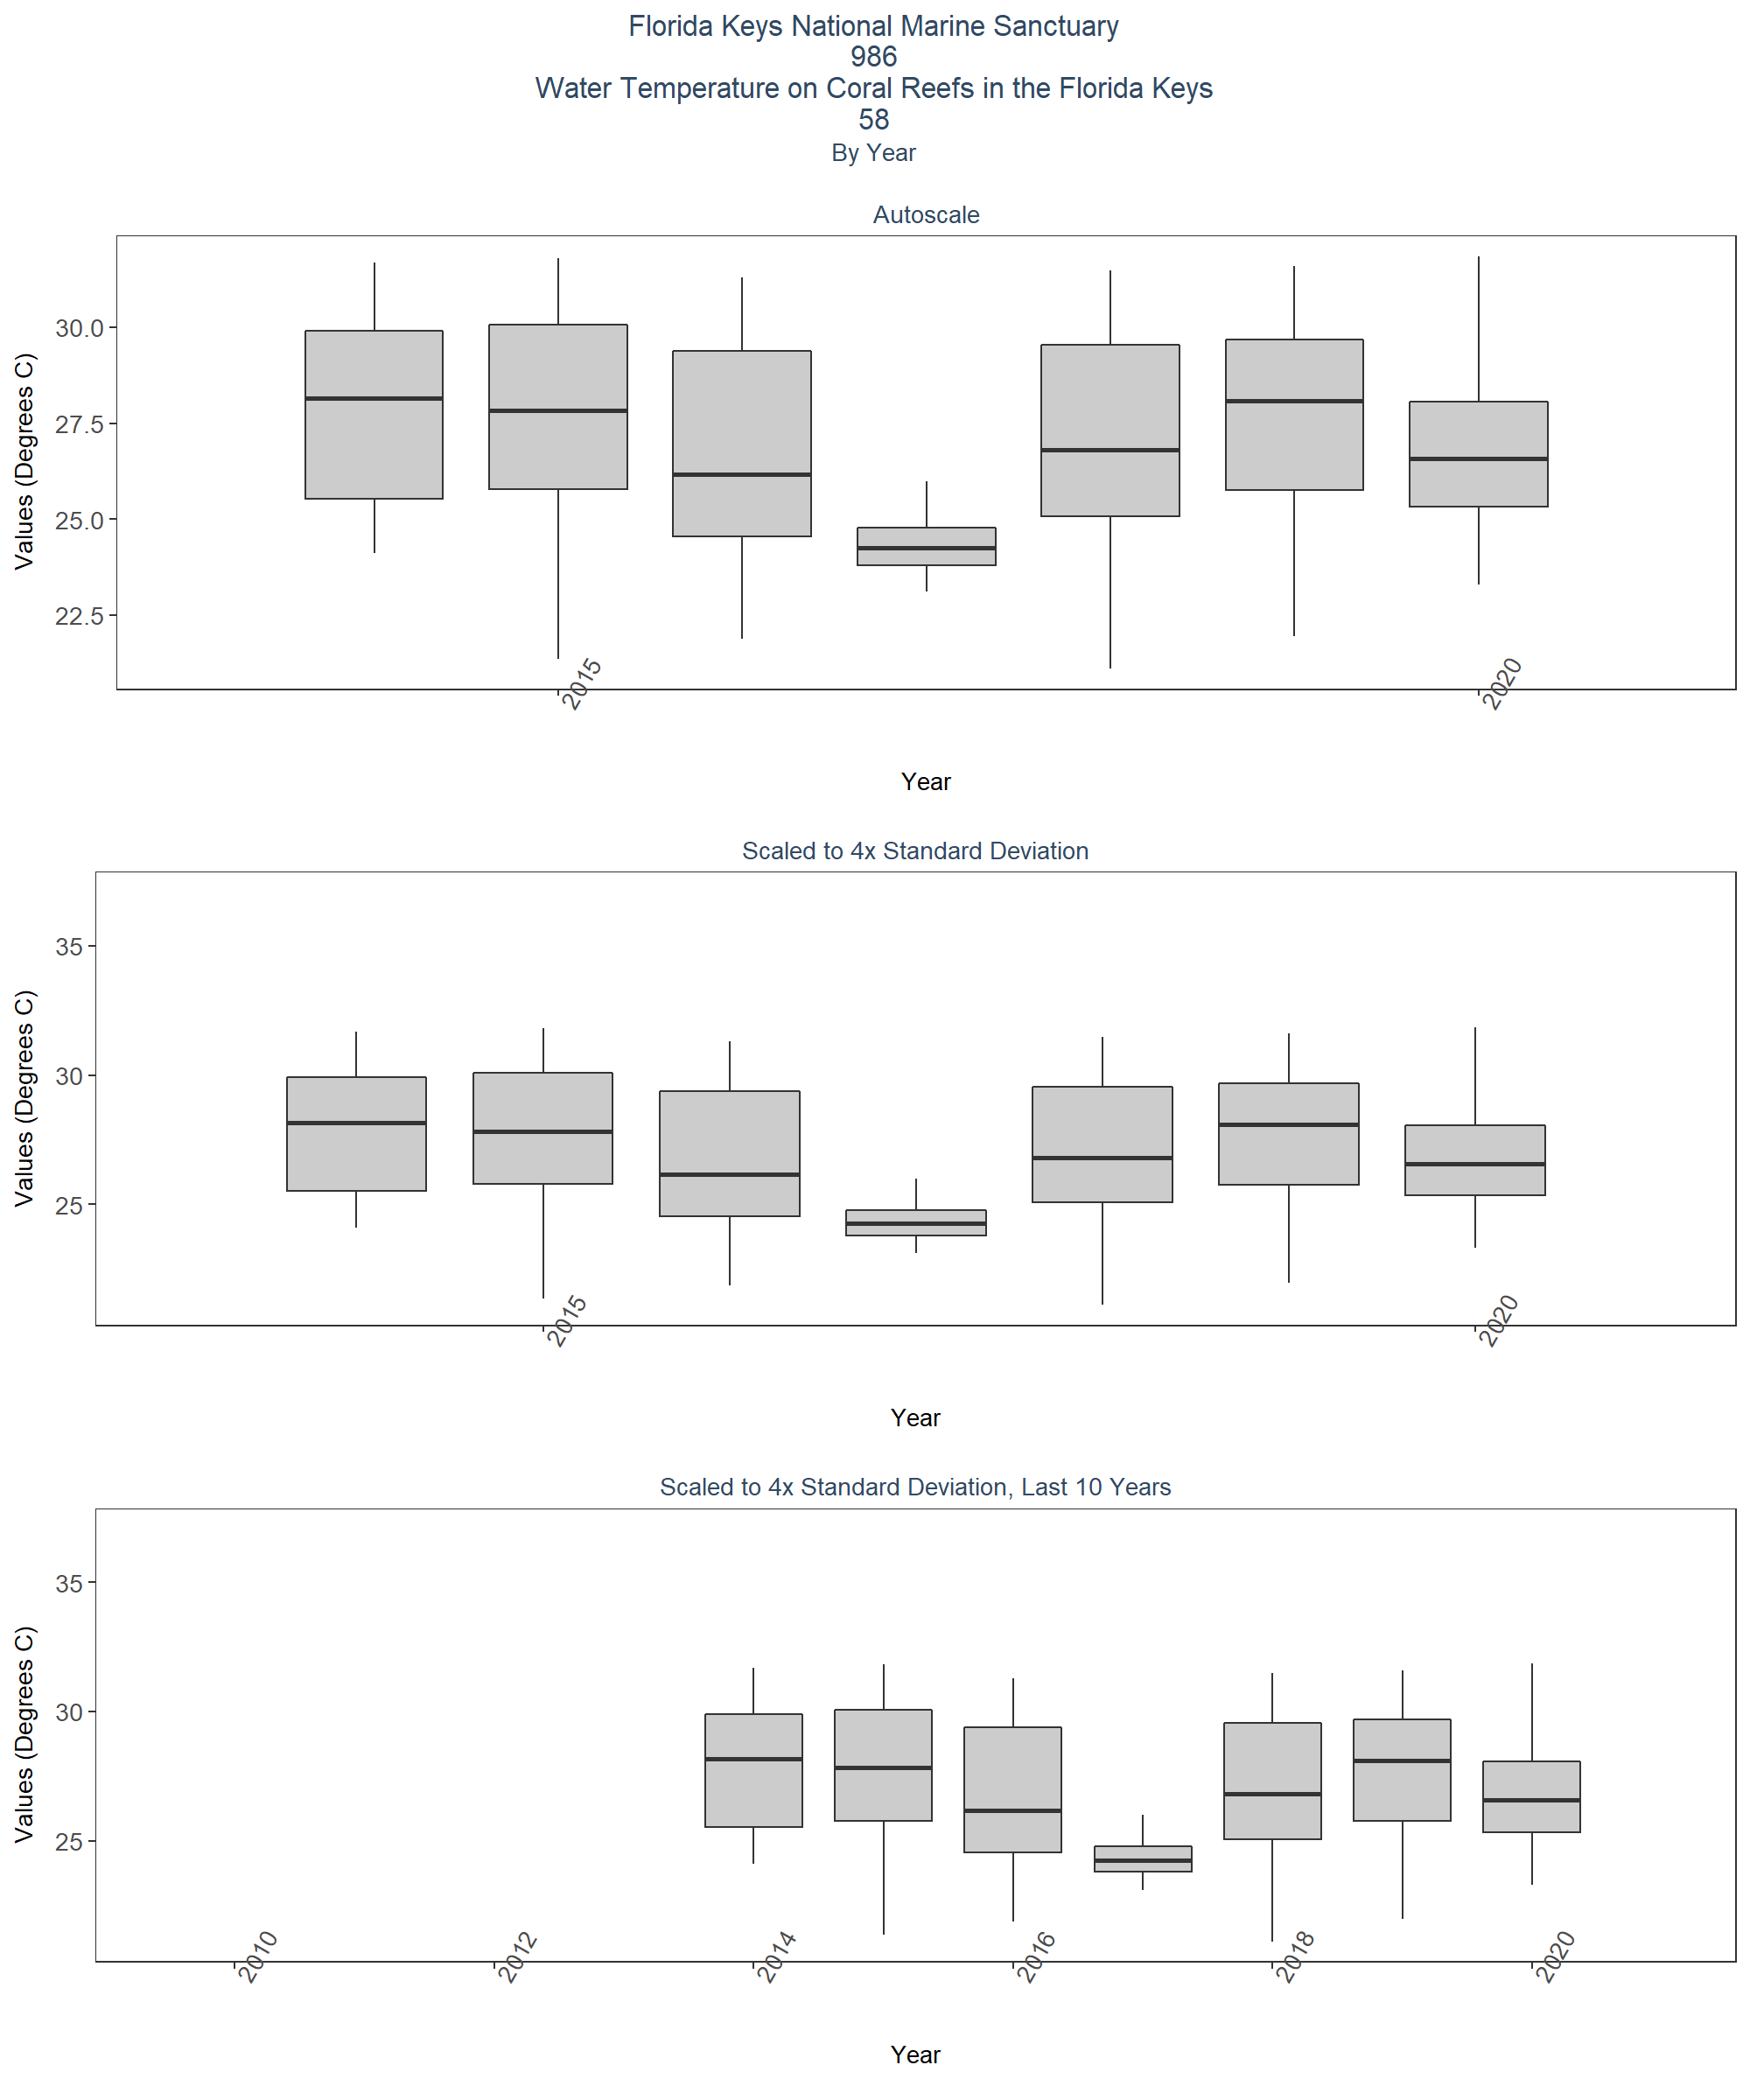 Florida Keys National Marine Sanctuary
986
Water Temperature on Coral Reefs in the Florida Keys
58
By Year
Autoscale
Values (Degrees C)
30.0
27.5
25.0
22.5
2015
2020
Year
Scaled to 4x Standard Deviation
Values (Degrees C)
35
30
25
2015
2020
Year
Scaled to 4x Standard Deviation, Last 10 Years
Values (Degrees C)
35
30
25
2010
2012
2014
2016
2018
2020
Year